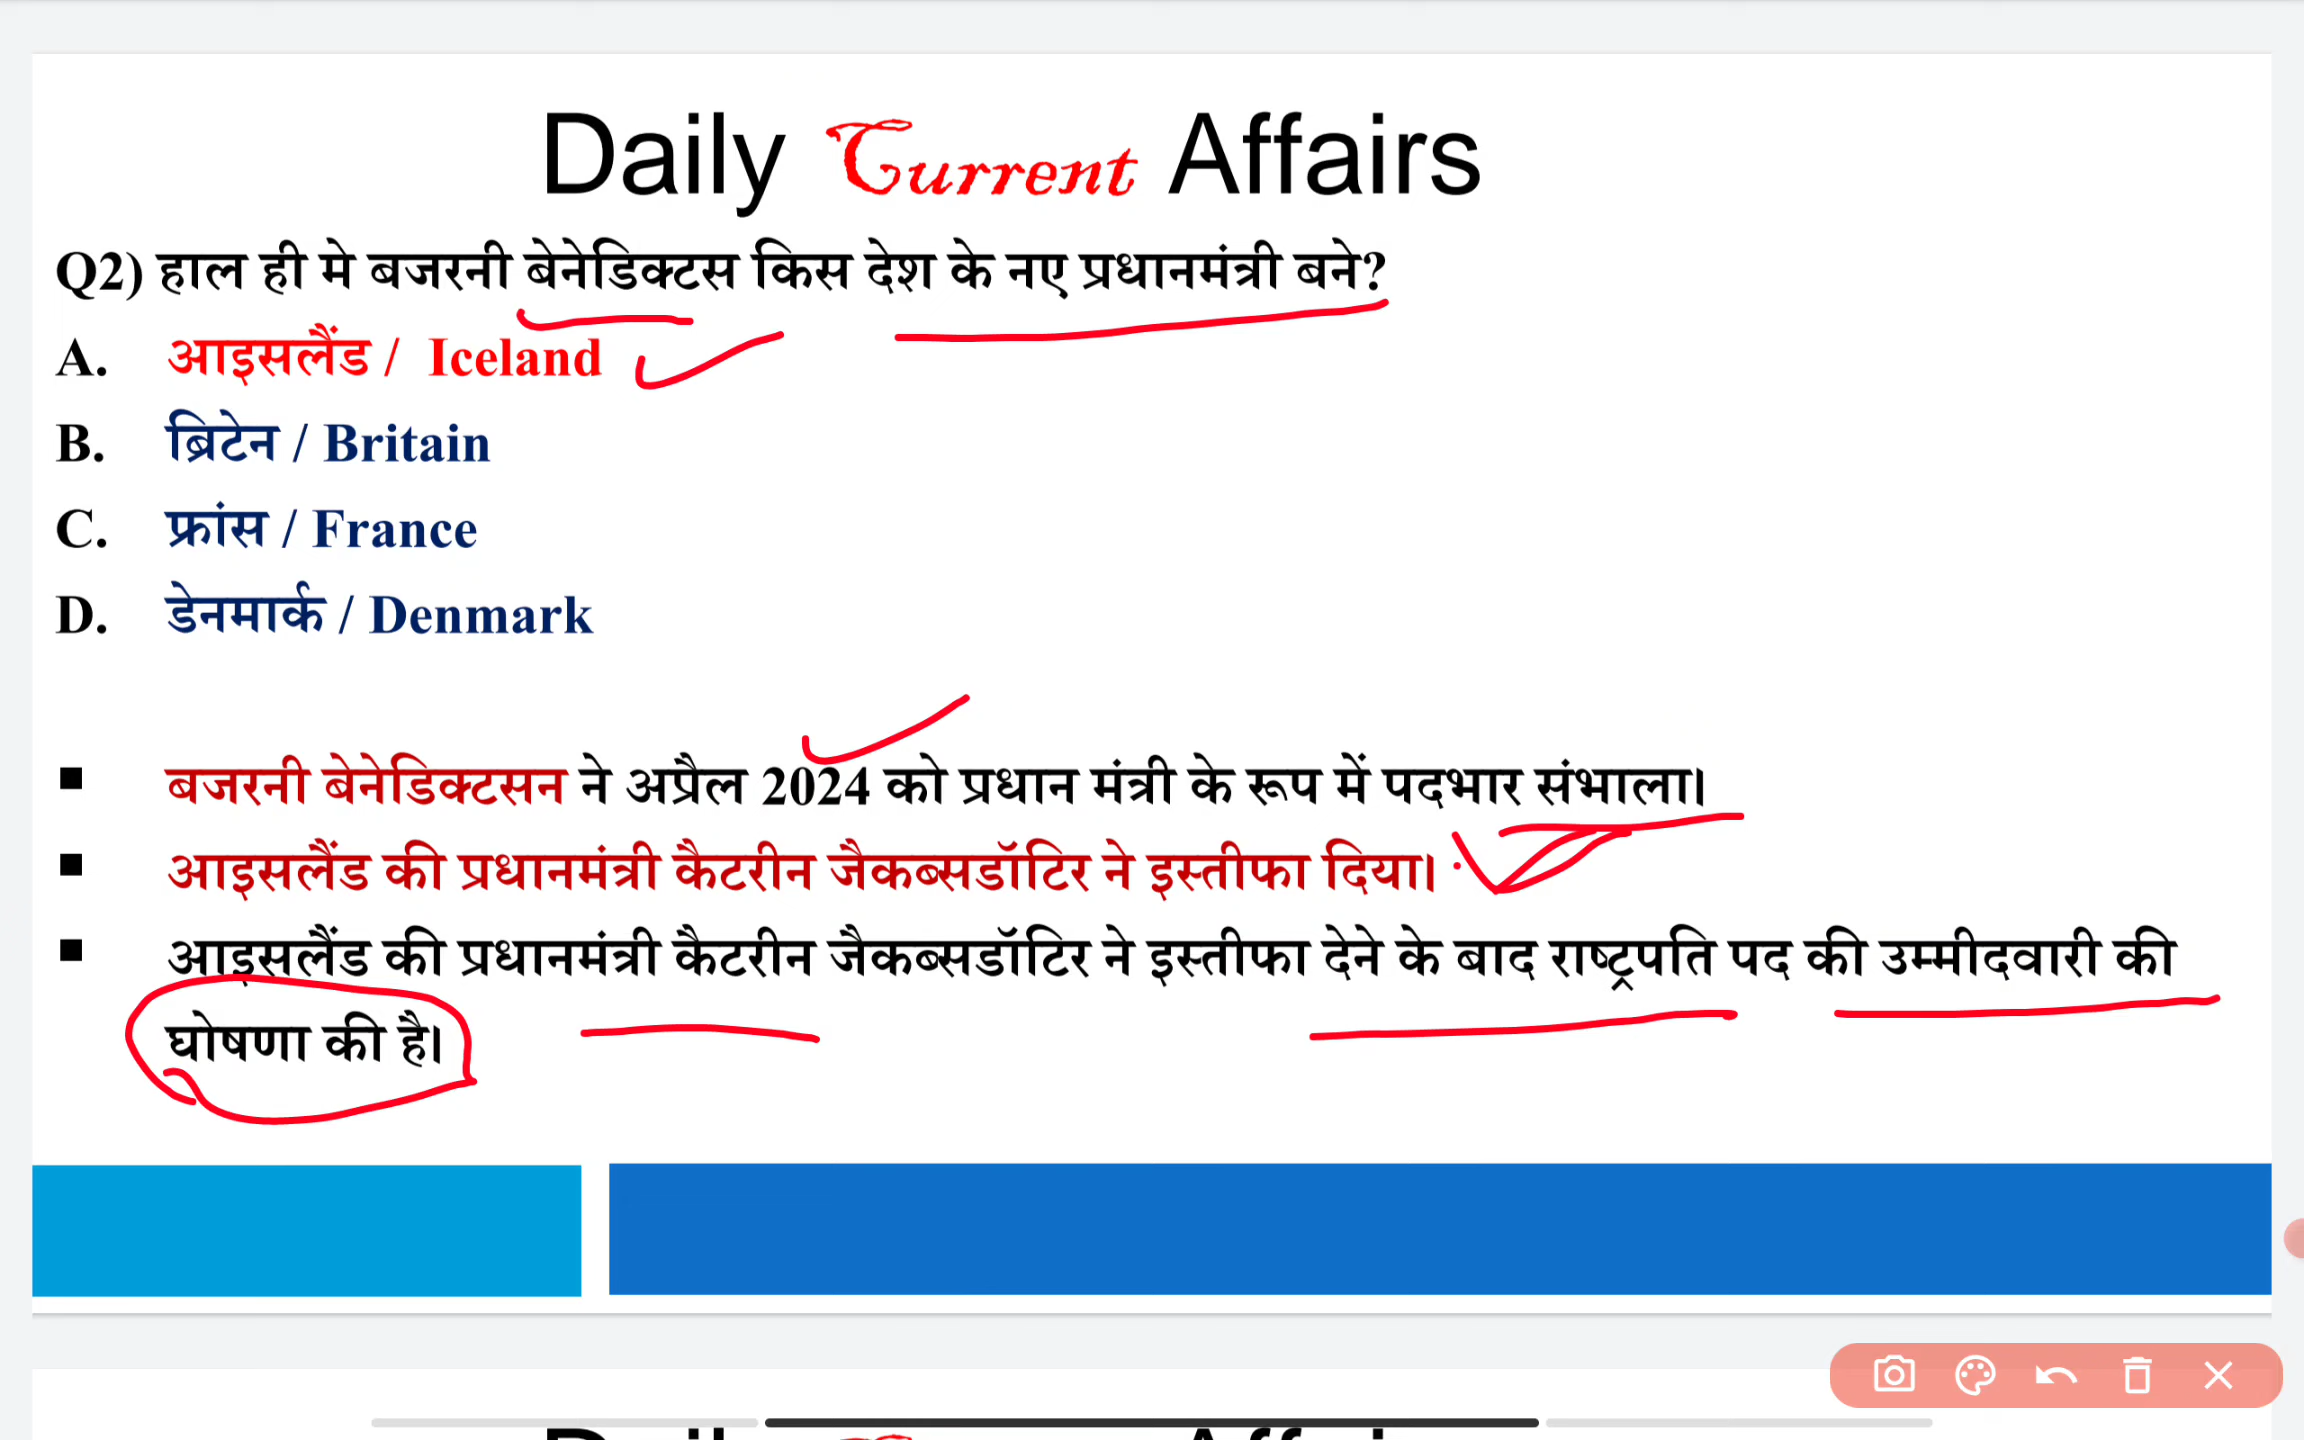 Daily Current Affairs
Q2) हाल ही मे बजरनी बेनेडिक्टस किस देश के नए प्रधानमंत्री बने?
A. आइसलैंड / Iceland
B. ब्रिटेन / Britain
C. फ्रांस / France
D. डेनमार्क / Denmark
▪ बजरनी बेनेडिक्टसन ने अप्रैल 2024 को प्रधान मंत्री के रूप में पदभार संभाला।
▪ आइसलैंड की प्रधानमंत्री कैटरीन जैकब्सडॉटिर ने इस्तीफा दिया।
▪ आइसलैंड की प्रधानमंत्री कैटरीन जैकब्सडॉटिर ने इस्तीफा देने के बाद राष्ट्रपति पद की उम्मीदवारी की
घोषणा की है।